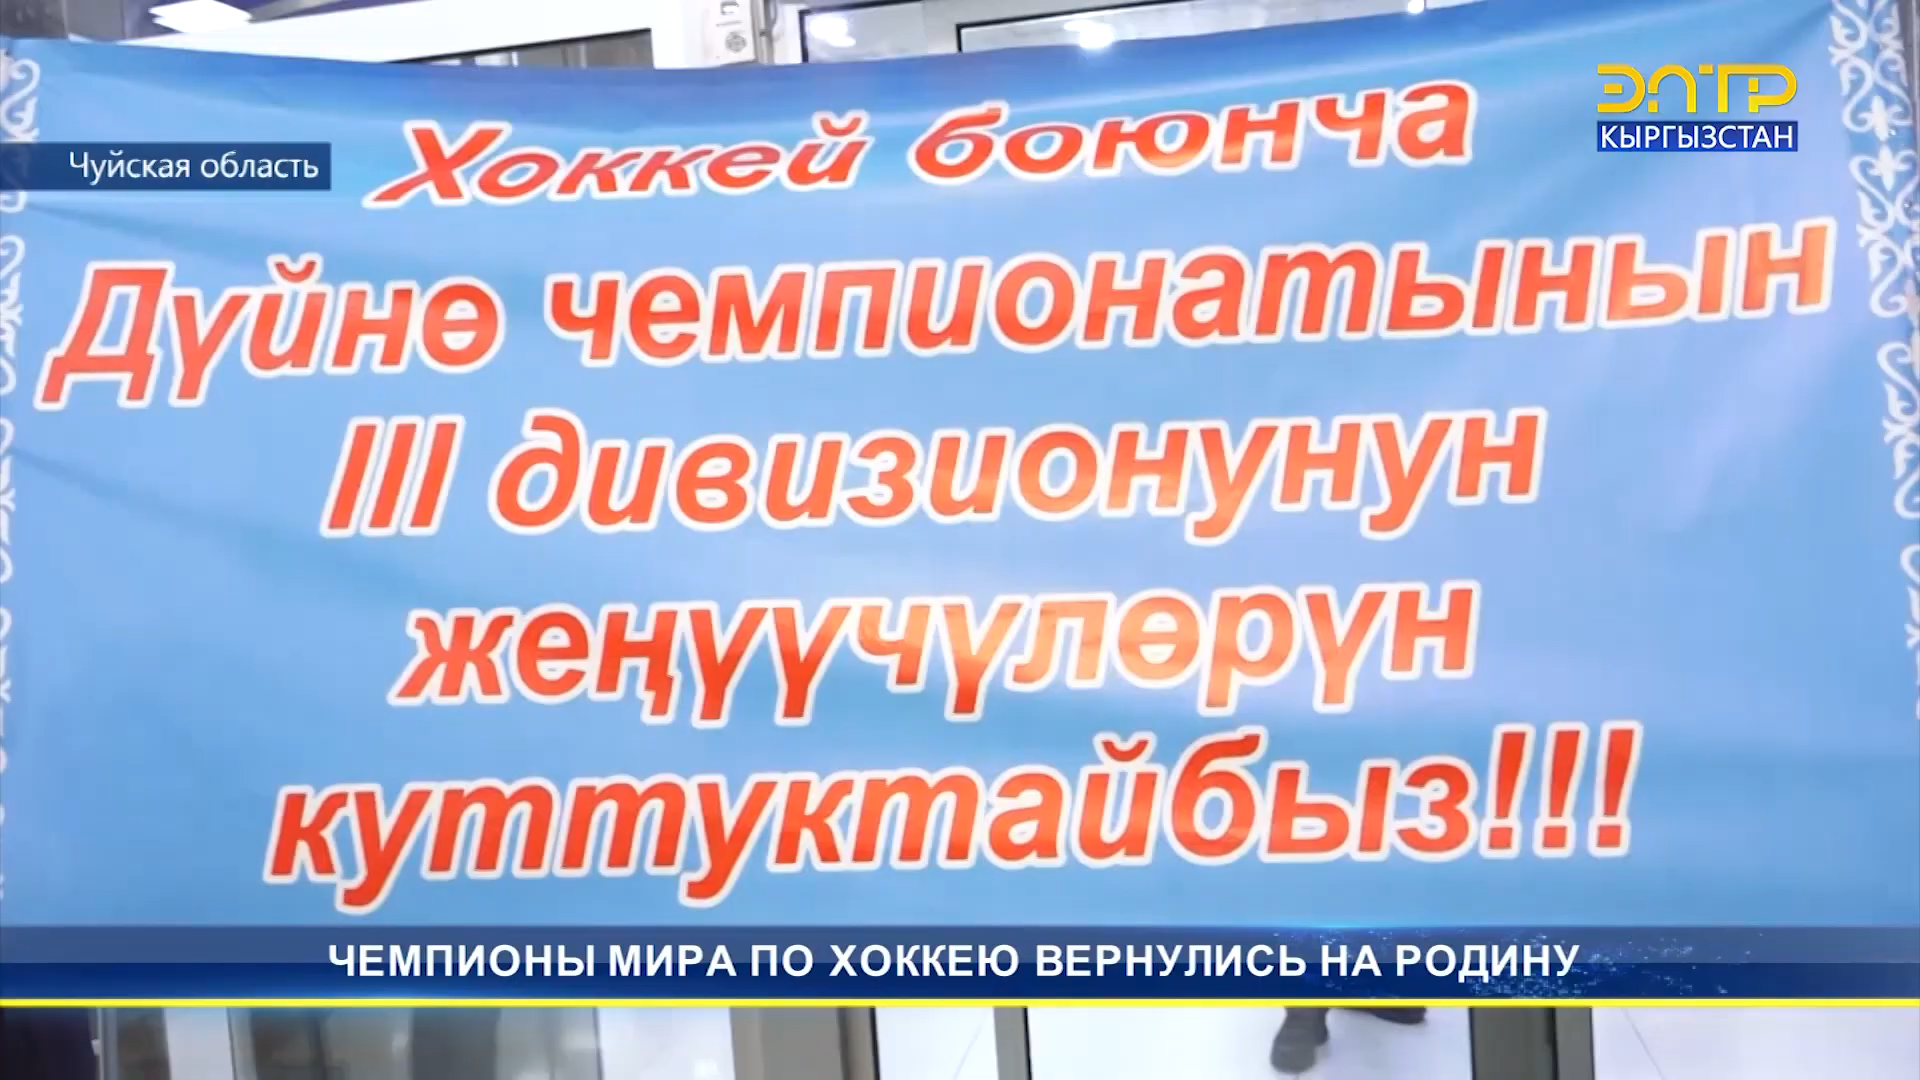 ЭЛТР
КЫРГЫЗСТАН
Чуйская область
Хоккей боюнча
Дүйнө чемпионатынын
III дивизионунун
жеңүүчүлөрүн
куттуктайбыз!!!
ЧЕМПИОНЫ МИРА ПО ХОККЕЮ ВЕРНУЛИСЬ НА РОДИНУ